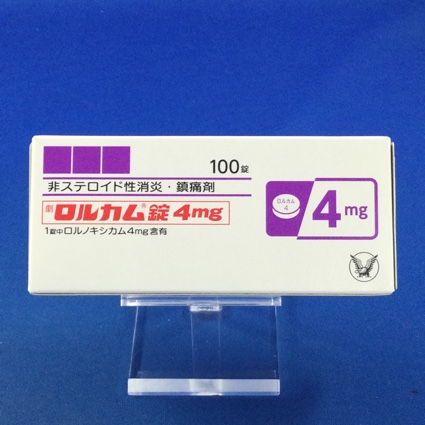 100錠
非ステロイド性消炎・鎮痛剤
劇 ロルカム®錠4mg
1錠中ロルノキシカム4mg含有
ロルカム
4
4mg